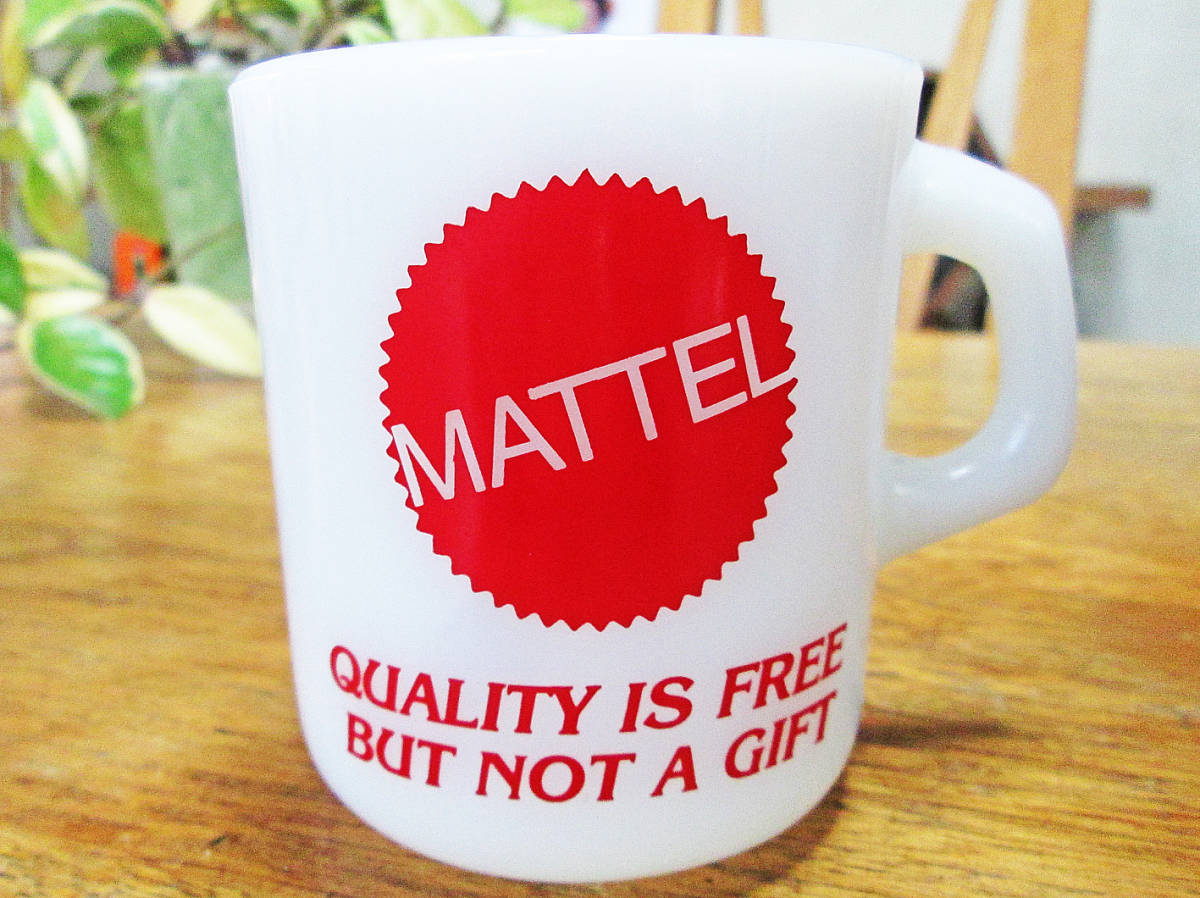 MATTEL
QUALITY IS FREE
BUT NOT A GIFT